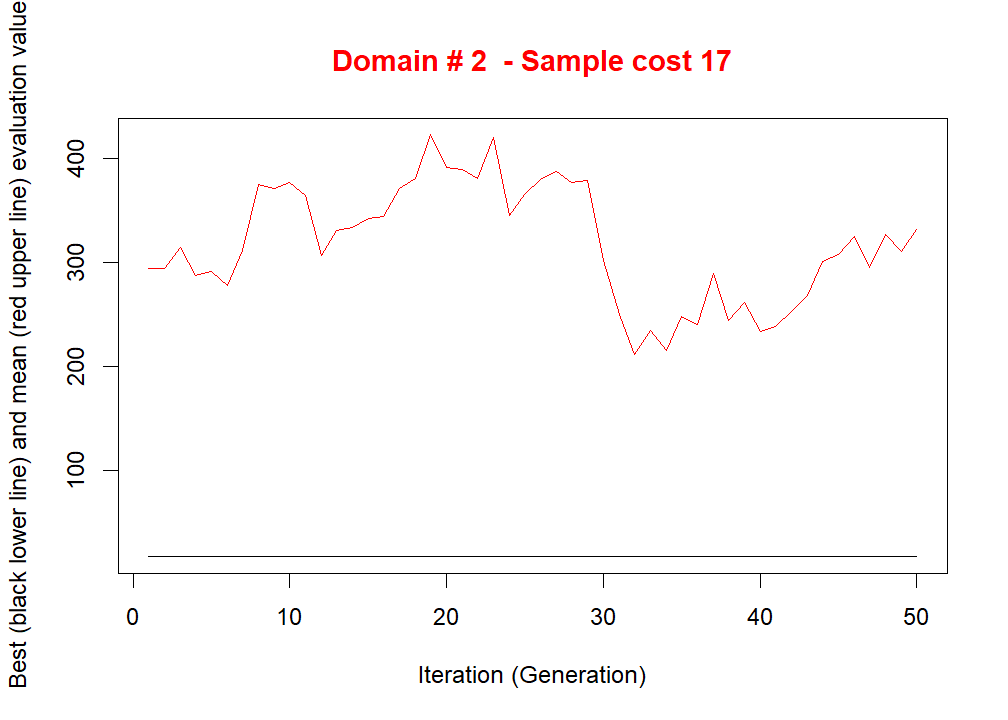 Domain # 2  - Sample cost 17
Best (black lower line) and mean (red upper line) evaluation value
400
300
200
100
0 10 20 30 40 50
Iteration (Generation)